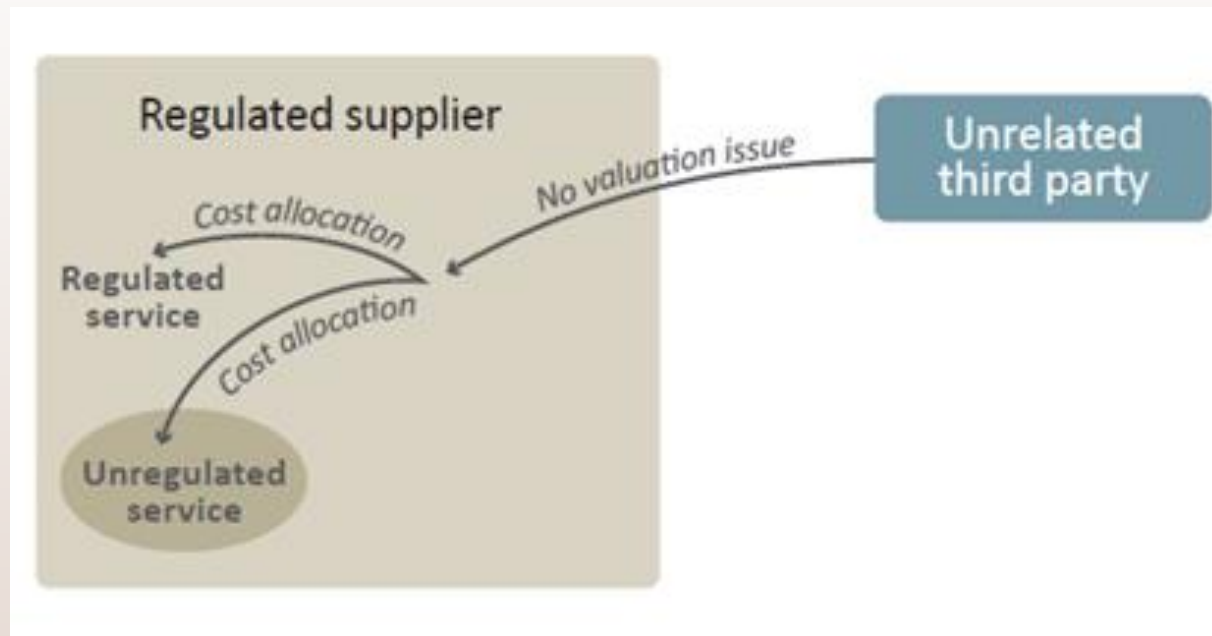 Regulated supplier
Unrelated
third party
No valuation issue
Cost allocation
Regulated
service
Cost allocation
Unregulated
service